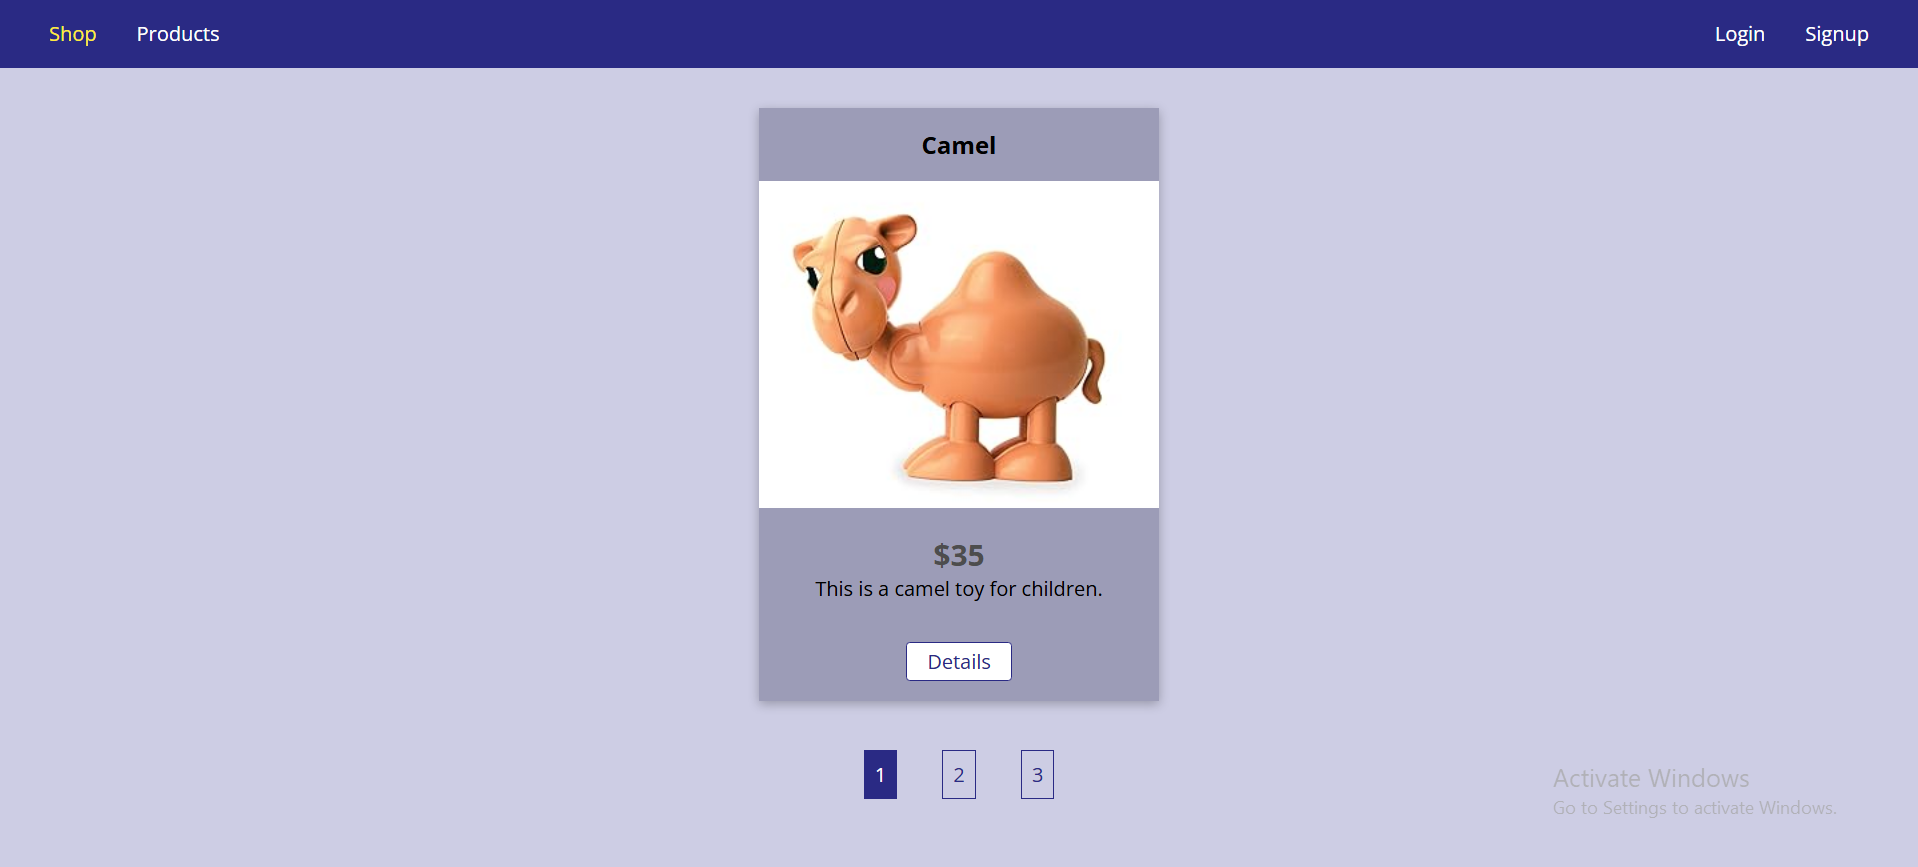 Shop Products Login Signup
Camel
$35
This is a camel toy for children.
Details
1 2 3
Activate Windows
Go to Settings to activate Windows.